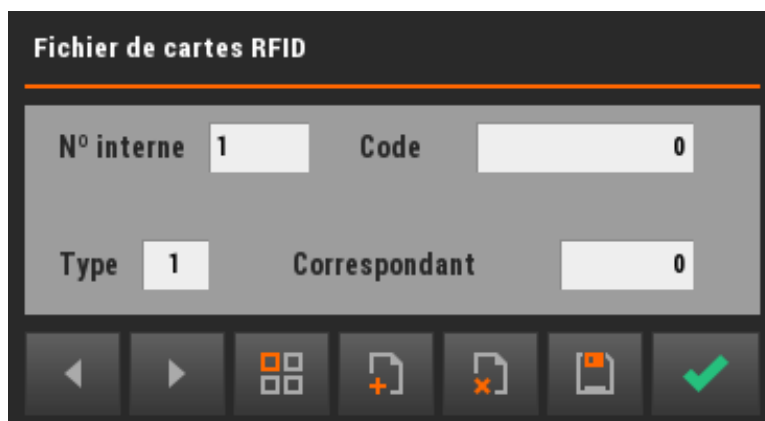 Fichier de cartes RFID
Nº interne 1 Code 0
Type 1 Correspondant 0